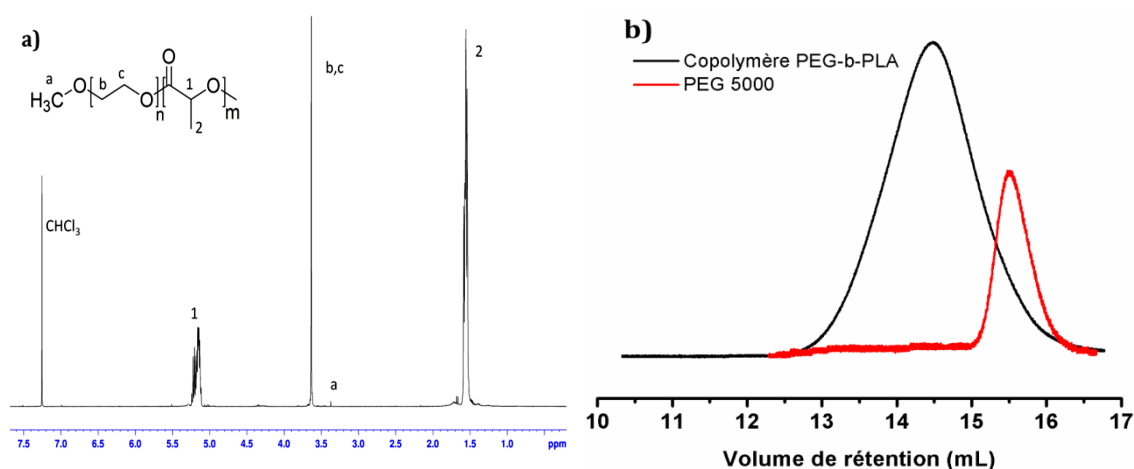 a)
a
O
b
c
O
n
O
1
2
O
m
H₃C
CHCl₃
1
b,c
a
2
7.5 7.0 6.5 6.0 5.5 5.0 4.5 4.0 3.5 3.0 2.5 2.0 1.5 1.0 ppm
b)
Copolymère PEG-b-PLA
PEG 5000
10 11 12 13 14 15 16 17
Volume de rétention (mL)